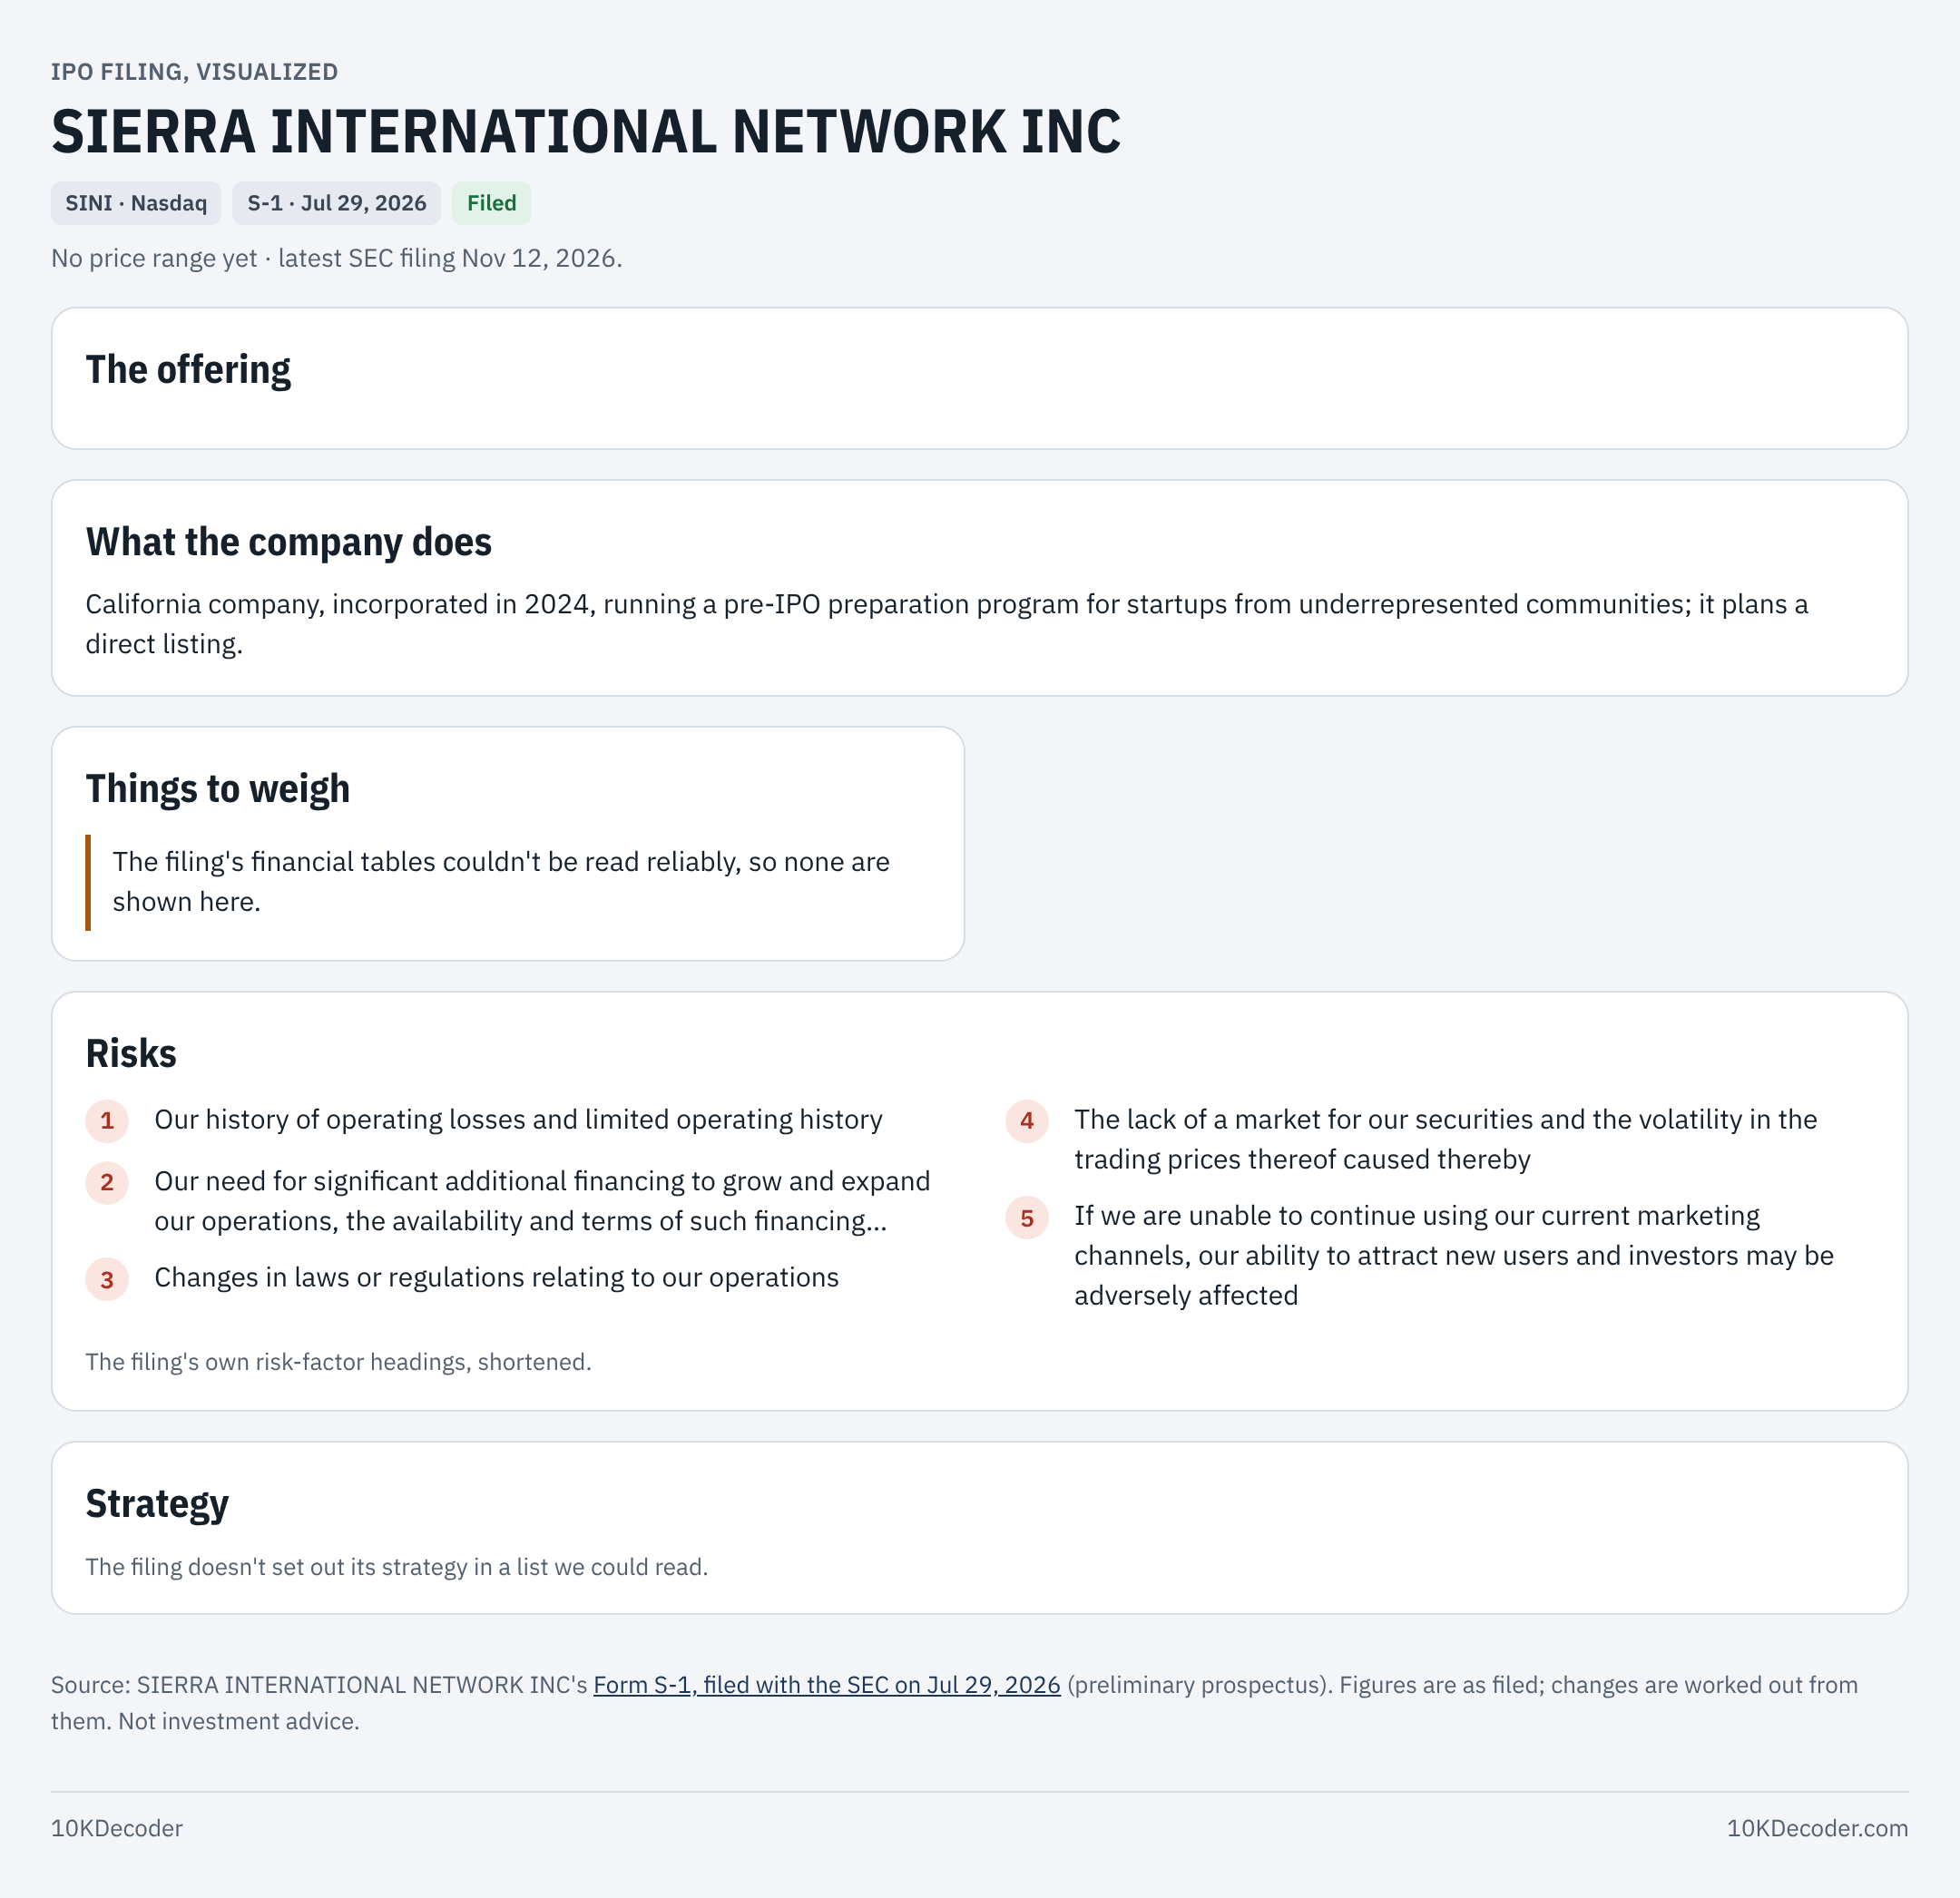 IPO FILING, VISUALIZED
SIERRA INTERNATIONAL NETWORK INC
SINI · Nasdaq
S-1 · Jul 29, 2026
Filed
No price range yet · latest SEC filing Nov 12, 2026.
The offering
What the company does
California company, incorporated in 2024, running a pre-IPO preparation program for startups from underrepresented communities; it plans a
direct listing.
Things to weigh
The filing's financial tables couldn't be read reliably, so none are
shown here.
Risks
1 Our history of operating losses and limited operating history
2 Our need for significant additional financing to grow and expand
our operations, the availability and terms of such financing...
3 Changes in laws or regulations relating to our operations
4 The lack of a market for our securities and the volatility in the
trading prices thereof caused thereby
5 If we are unable to continue using our current marketing
channels, our ability to attract new users and investors may be
adversely affected
The filing's own risk-factor headings, shortened.
Strategy
The filing doesn't set out its strategy in a list we could read.
Source: SIERRA INTERNATIONAL NETWORK INC's Form S-1, filed with the SEC on Jul 29, 2026 (preliminary prospectus). Figures are as filed; changes are worked out from
them. Not investment advice.
10KDecoder
10KDecoder.com